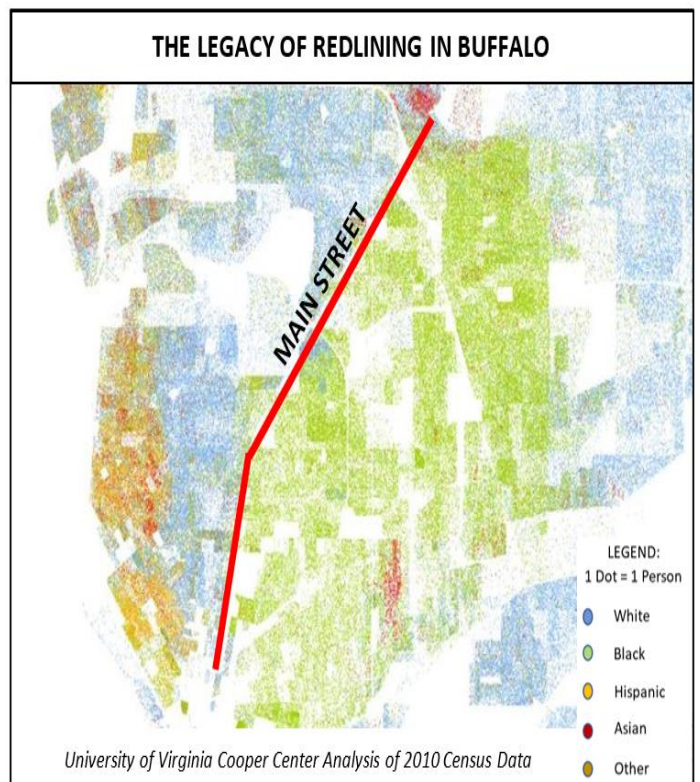 THE LEGACY OF REDLINING IN BUFFALO
MAIN STREET
LEGEND:
1 Dot = 1 Person
White
Black
Hispanic
Asian
Other
University of Virginia Cooper Center Analysis of 2010 Census Data